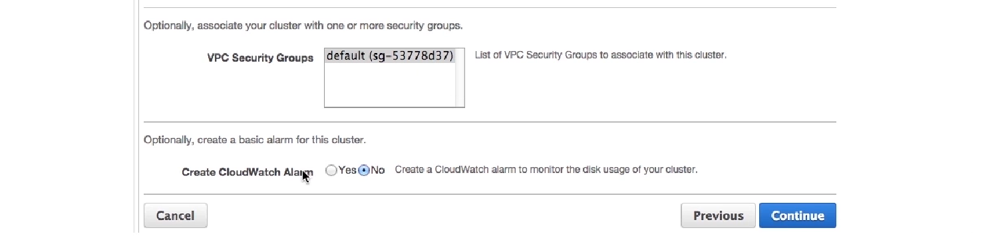 Optionally, associate your cluster with one or more security groups.
VPC Security Groups default (sg-53778d37) List of VPC Security Groups to associate with this cluster.
Optionally, create a basic alarm for this cluster.
Create CloudWatch Alarm Yes No Create a CloudWatch alarm to monitor the disk usage of your cluster.
Cancel Previous Continue